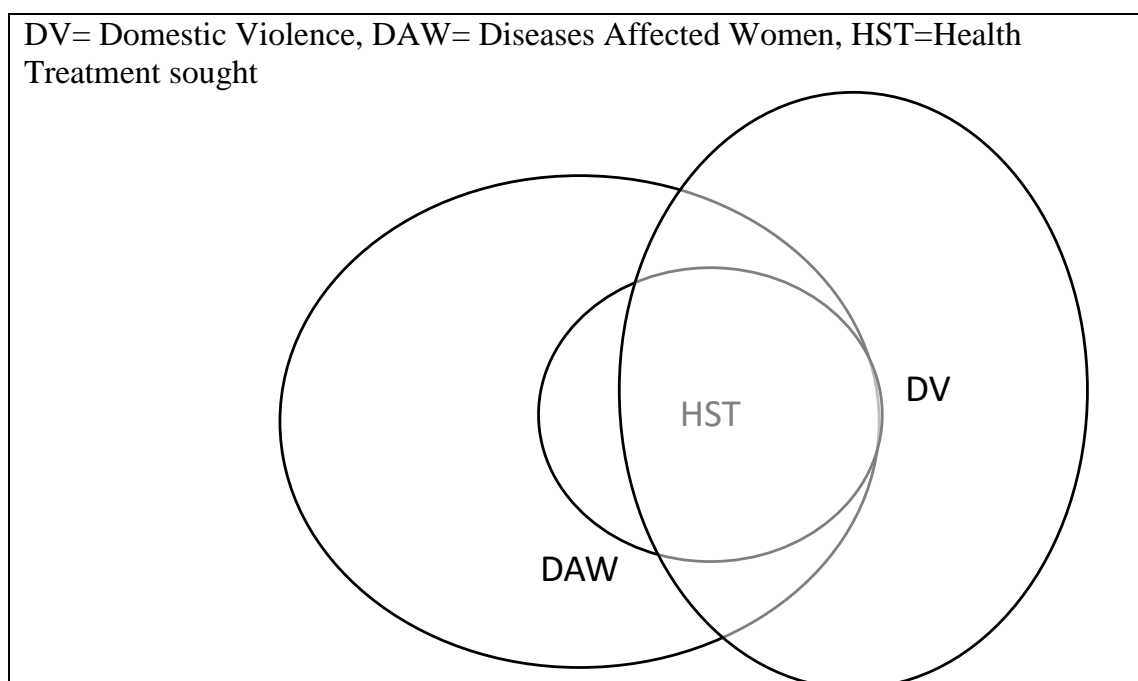 DV= Domestic Violence, DAW= Diseases Affected Women, HST=Health
Treatment sought
DV
HST
DAW